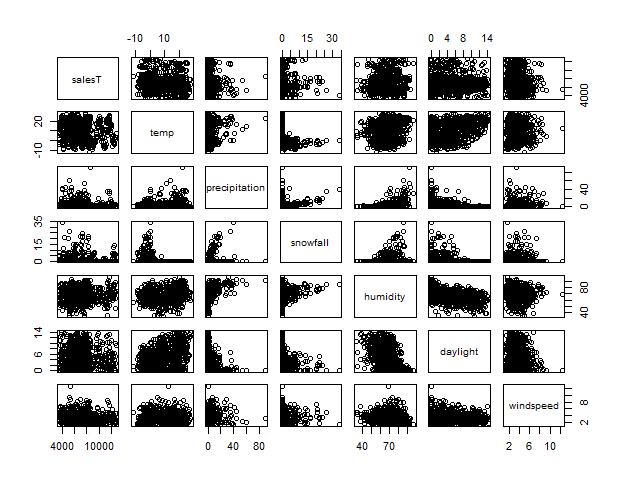 -10 10 0 15 30 0 4 8 14
salesT
4000
-10 20
temp
precipitation
0 40
0 15 35
snowfall
humidity
40 80
0 6 14
daylight
windspeed
2 8
4000 10000 0 40 80 40 70 2 6 10